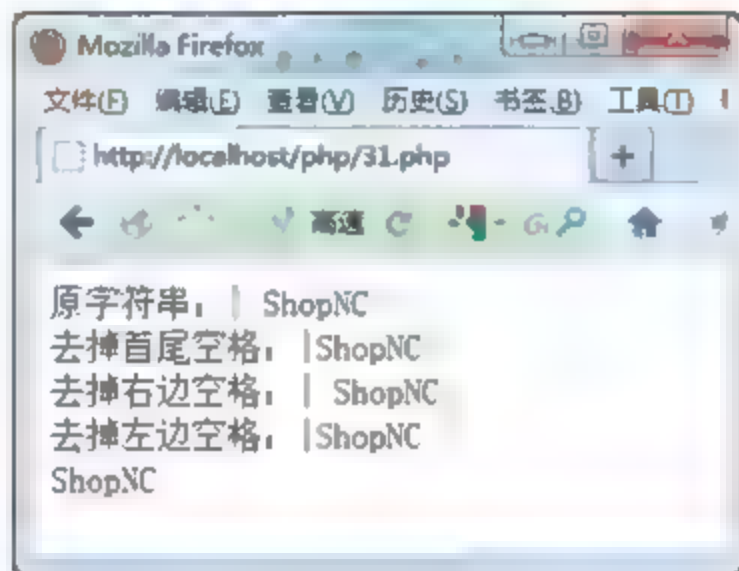 Mozilla Firefox
文件(F) 编辑(E) 查看(V) 历史(S) 书签(B) 工具(T)
http://localhost/php/31.php +
高速
原字符串：| ShopNC
去掉首尾空格：|ShopNC
去掉右边空格：| ShopNC
去掉左边空格：|ShopNC
ShopNC